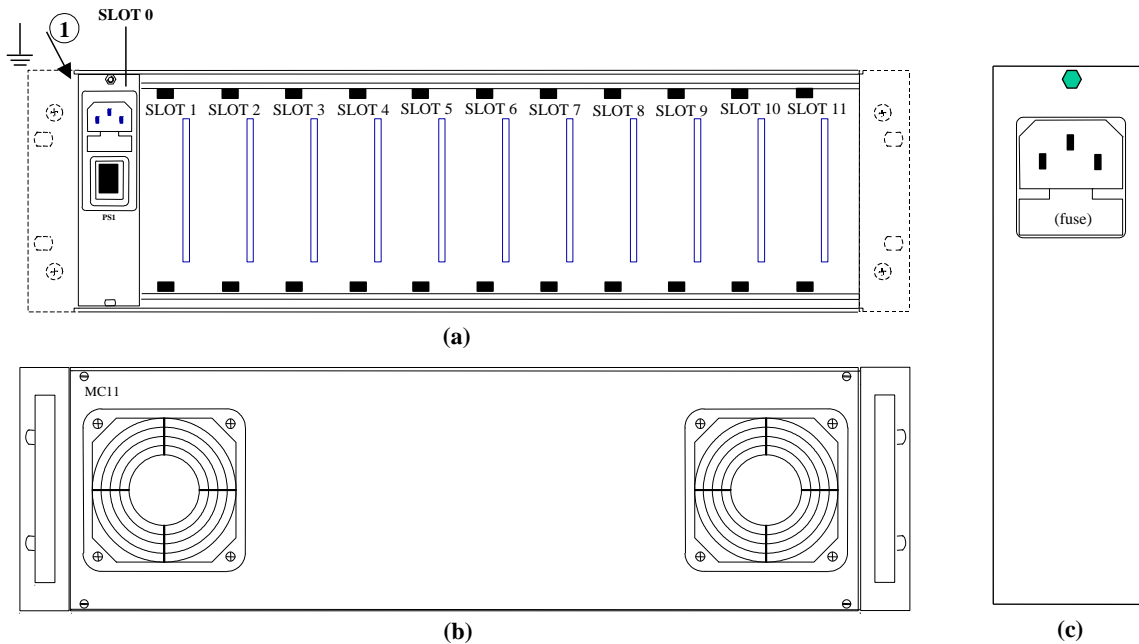 SLOT 0
1
SLOT 1 SLOT 2 SLOT 3 SLOT 4 SLOT 5 SLOT 6 SLOT 7 SLOT 8 SLOT 9 SLOT 10 SLOT 11
PS1
(a)
MC11
(b)
(fuse)
(c)